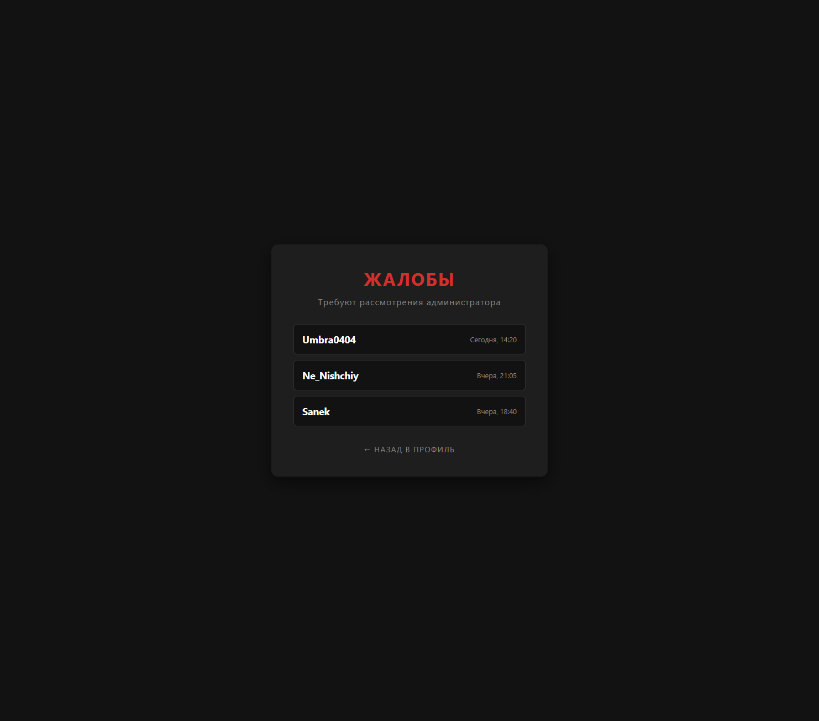 ЖАЛОБЫ
Требуют рассмотрения администратора
Umbra0404 Сегодня, 14:20
Ne_Nishchiy Вчера, 21:05
Sanek Вчера, 18:40
← НАЗАД В ПРОФИЛЬ